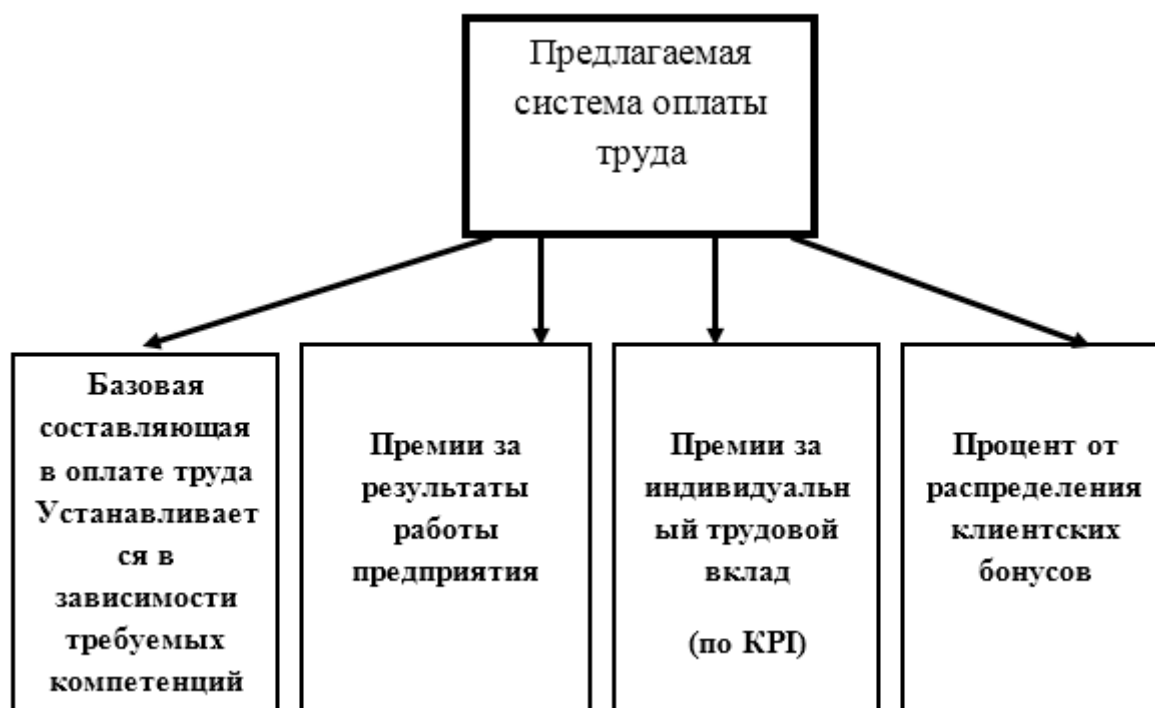 Предлагаемая
система оплаты
труда
Базовая
составляющая
в оплате труда
Устанавливает
ся в
зависимости
требуемых
компетенций
Премии за
результаты
работы
предприятия
Премии за
индивидуальн
ый трудовой
вклад
(по KPI)
Процент от
распределения
клиентских
бонусов